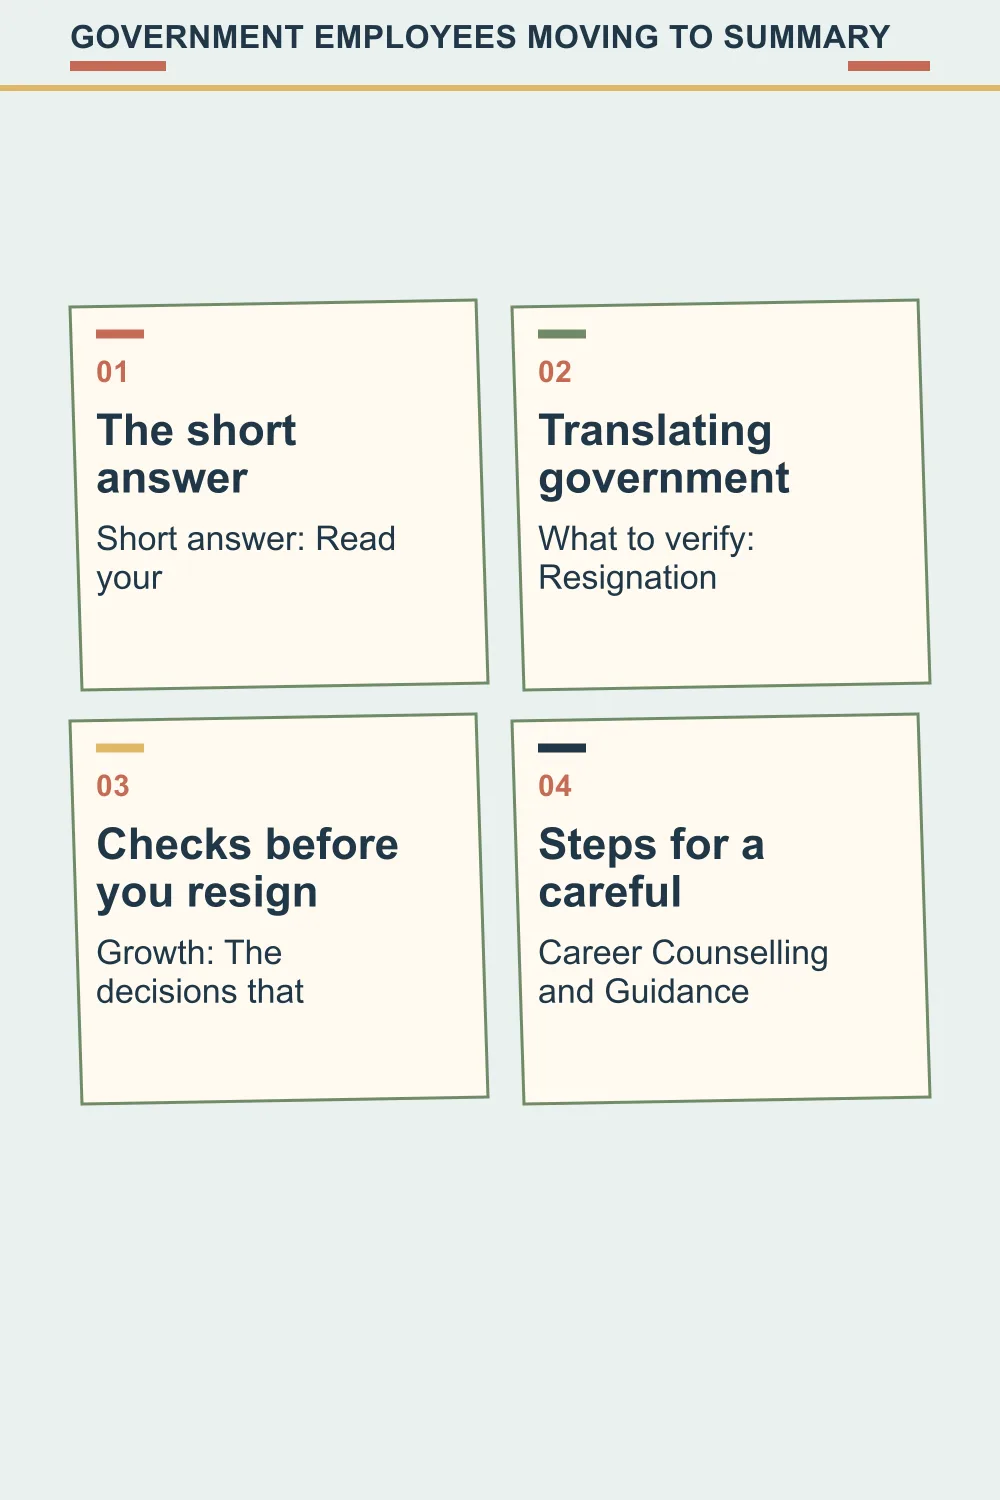 GOVERNMENT EMPLOYEES MOVING TO SUMMARY
01
The short
answer
Short answer: Read
your
02
Translating
government
What to verify:
Resignation
03
Checks before
you resign
Growth: The
decisions that
04
Steps for a
careful
Career Counselling
and Guidance